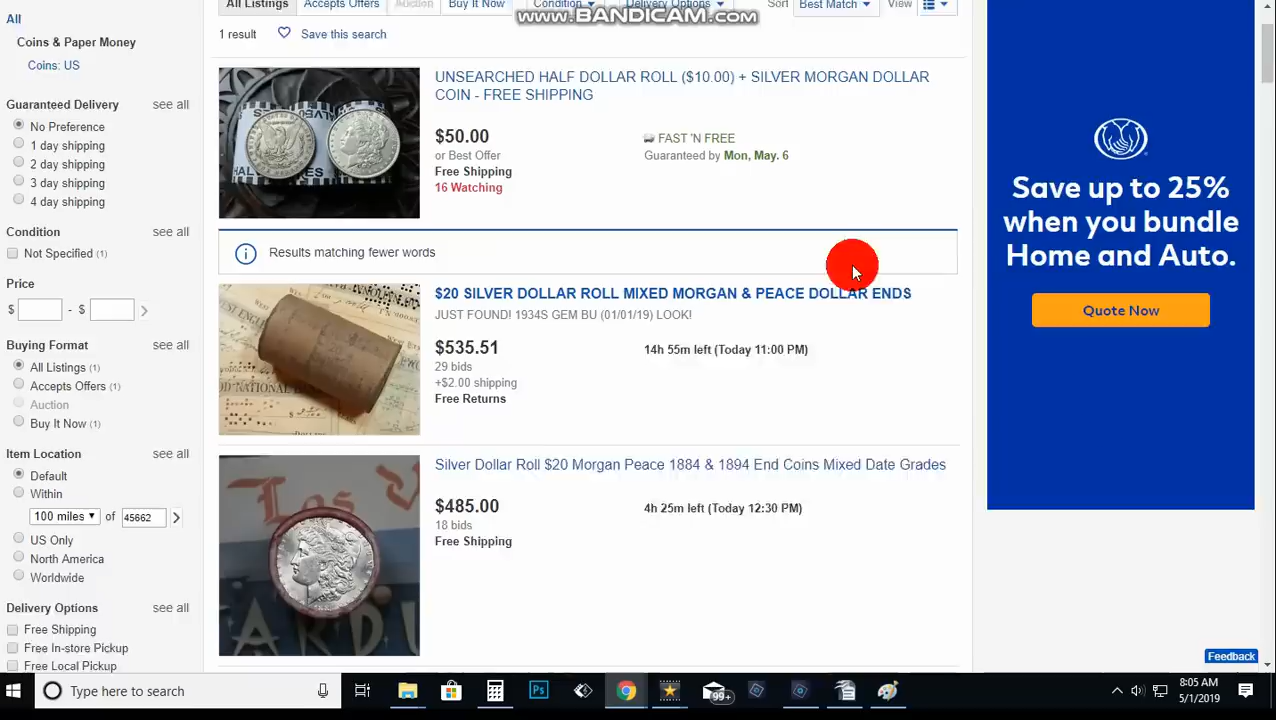 All Listings Accepts Offers Auction Buy It Now Condition Delivery Options Sort Best Match View
www.BANDICAM.com
All
1 result Save this search
Coins & Paper Money
Coins: US
Guaranteed Delivery see all
No Preference
1 day shipping
2 day shipping
3 day shipping
4 day shipping
Condition see all
Not Specified (1)
Price
$ - $
Buying Format see all
All Listings (1)
Accepts Offers (1)
Auction
Buy It Now (1)
Item Location see all
Default
Within
100 miles of 45662
US Only
North America
Worldwide
Delivery Options see all
Free Shipping
Free In-store Pickup
Free Local Pickup
UNSEARCHED HALF DOLLAR ROLL ($10.00) + SILVER MORGAN DOLLAR
COIN - FREE SHIPPING
$50.00
or Best Offer
Free Shipping
16 Watching
FAST 'N FREE
Guaranteed by Mon, May. 6
Results matching fewer words
$20 SILVER DOLLAR ROLL MIXED MORGAN & PEACE DOLLAR ENDS
JUST FOUND! 1934S GEM BU (01/01/19) LOOK!
$535.51
29 bids
+$2.00 shipping
Free Returns
14h 55m left (Today 11:00 PM)
Silver Dollar Roll $20 Morgan Peace 1884 & 1894 End Coins Mixed Date Grades
$485.00
18 bids
Free Shipping
4h 25m left (Today 12:30 PM)
Save up to 25%
when you bundle
Home and Auto.
Quote Now
Feedback
Type here to search
Ps
99+
8:05 AM
5/1/2019